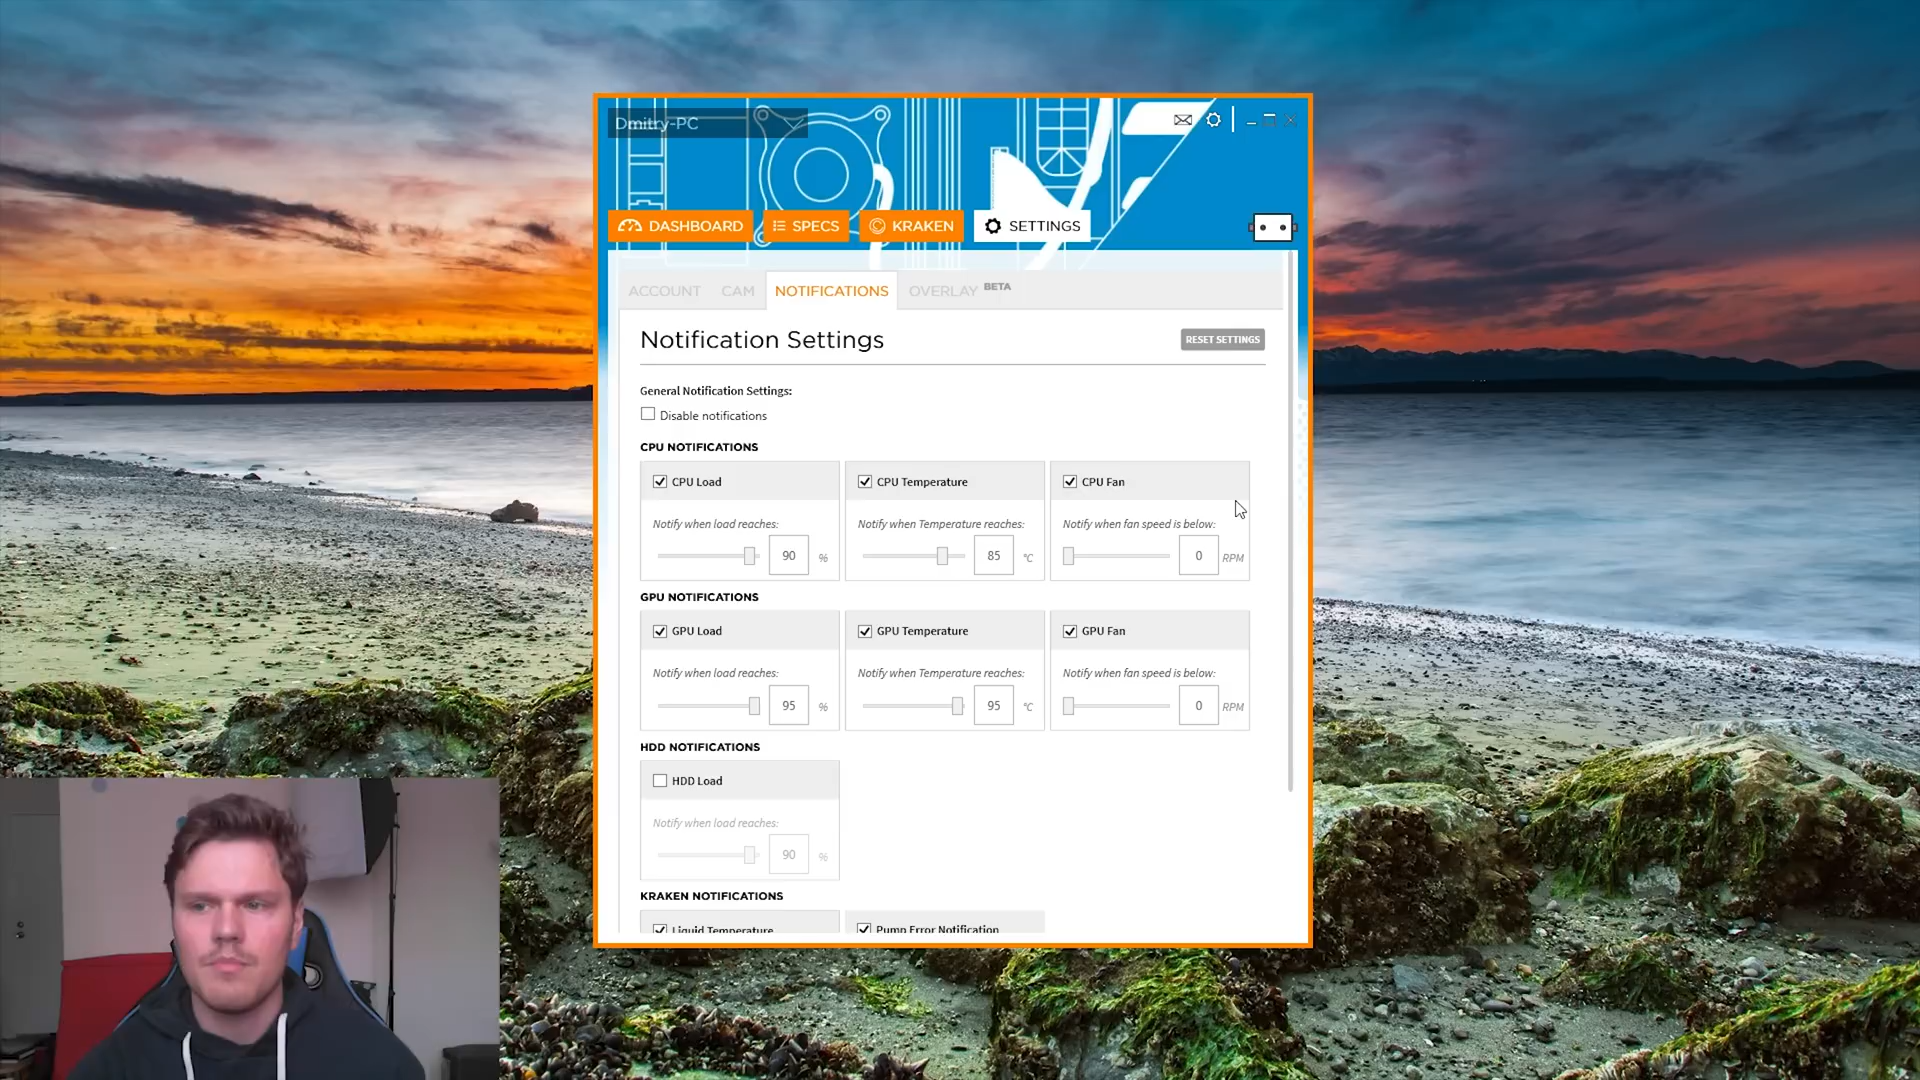 Dmitry-PC
DASHBOARD
SPECS
KRAKEN
SETTINGS
ACCOUNT
CAM
NOTIFICATIONS
OVERLAY BETA
Notification Settings
RESET SETTINGS
General Notification Settings:
Disable notifications
CPU NOTIFICATIONS
CPU Load
CPU Temperature
CPU Fan
Notify when load reaches:
Notify when Temperature reaches:
Notify when fan speed is below:
90 %
85 °C
0 RPM
GPU NOTIFICATIONS
GPU Load
GPU Temperature
GPU Fan
Notify when load reaches:
Notify when Temperature reaches:
Notify when fan speed is below:
95 %
95 °C
0 RPM
HDD NOTIFICATIONS
HDD Load
Notify when load reaches:
90 %
KRAKEN NOTIFICATIONS
Liquid Temperature
Pump Error Notification